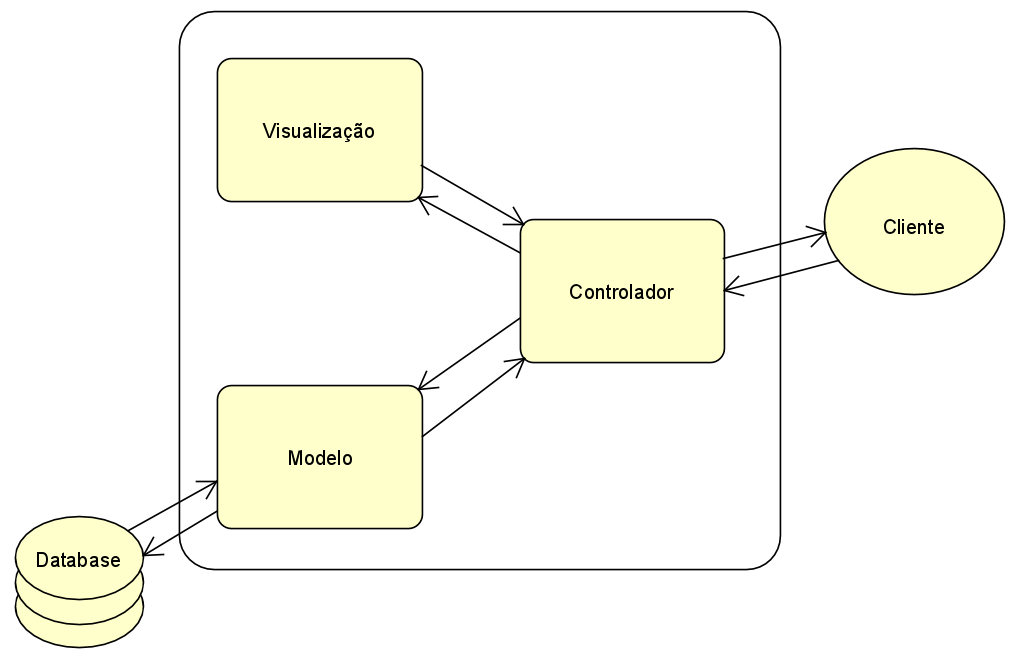 Visualização
Cliente
Controlador
Modelo
Database